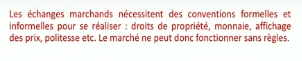 Les échanges marchands nécessitent des conventions formelles et
informelles pour se réaliser : droits de propriété, monnaie, affichage
des prix, politesse etc. Le marché ne peut donc fonctionner sans règles.